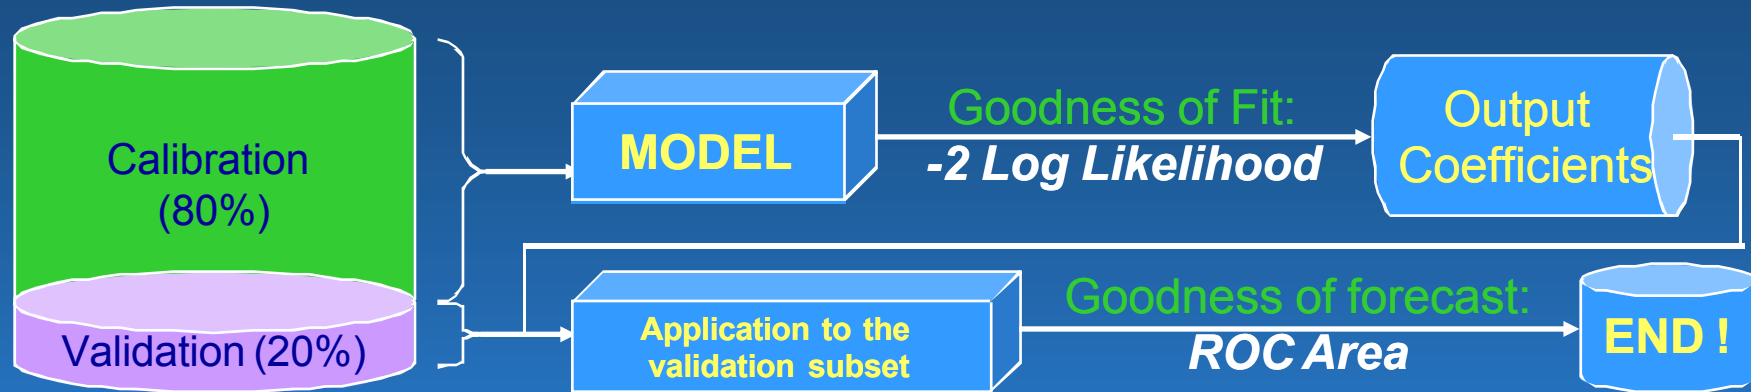 Calibration
(80%)
MODEL
Goodness of Fit:
-2 Log Likelihood
Output
Coefficients
Validation (20%)
Application to the
validation subset
Goodness of forecast:
ROC Area
END !